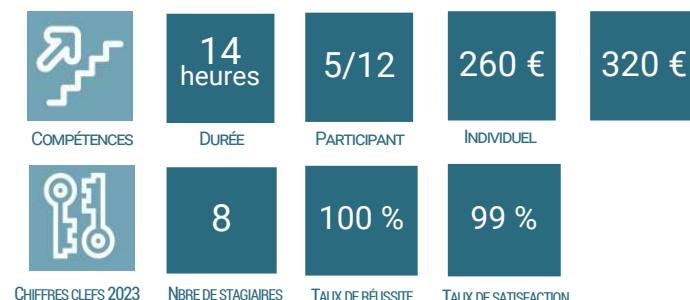 14
heures
5/12
260 €
320 €
COMPÉTENCES
DURÉE
PARTICIPANT
INDIVIDUEL
8
100 %
99 %
CHIFFRES CLEFS 2023
NBRE DE STAGIAIRES
TAUX DE RÉUSSITE
TAUX DE SATISFACTION